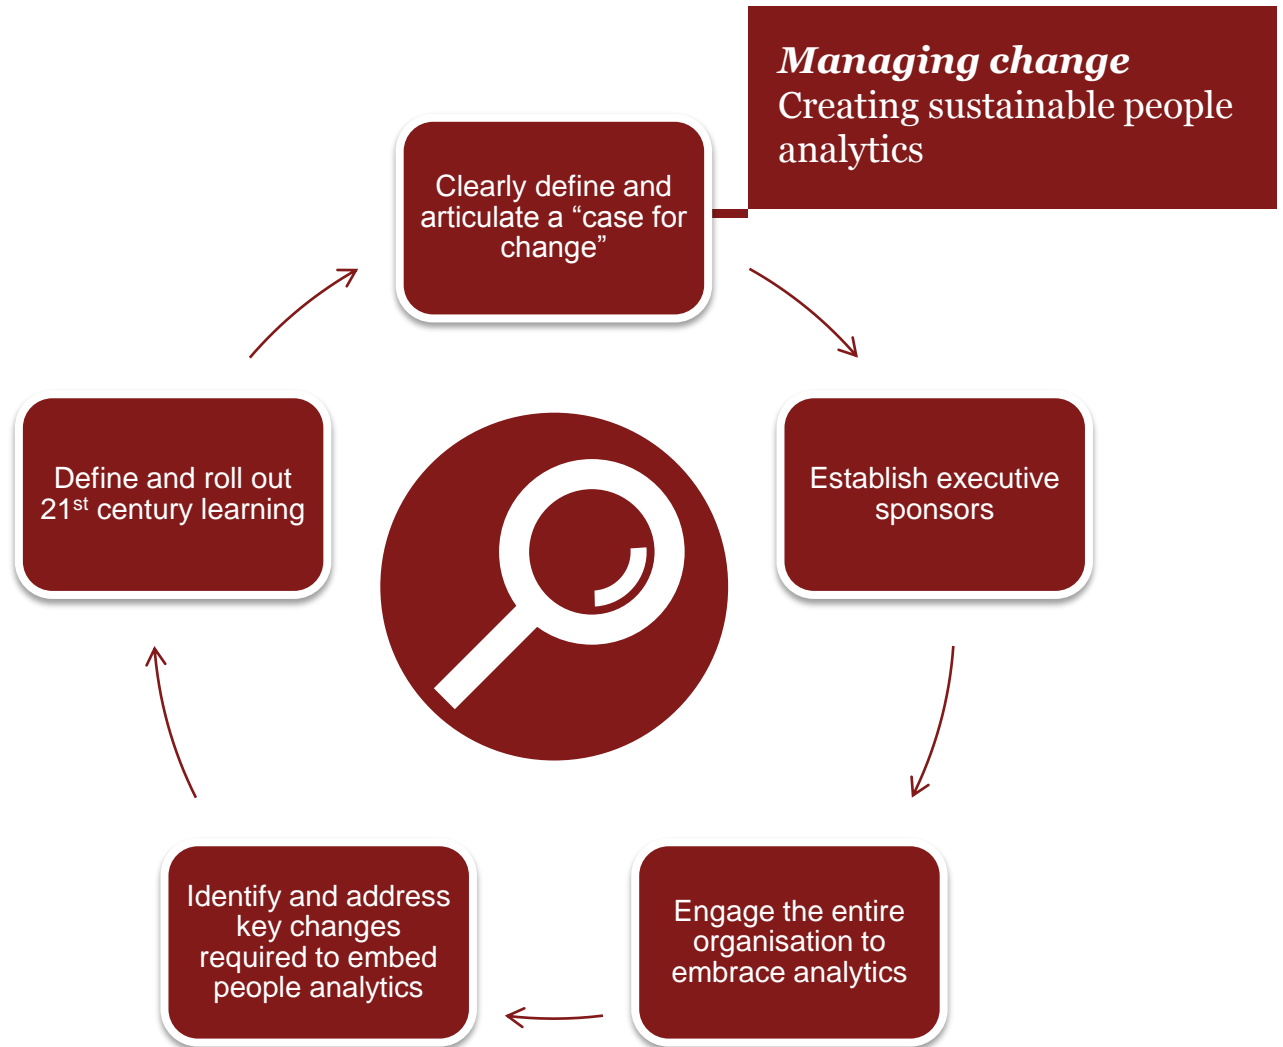 Managing change
Creating sustainable people
analytics
Clearly define and
articulate a “case for
change”
Establish executive
sponsors
Engage the entire
organisation to
embrace analytics
Identify and address
key changes
required to embed
people analytics
Define and roll out
21st century learning